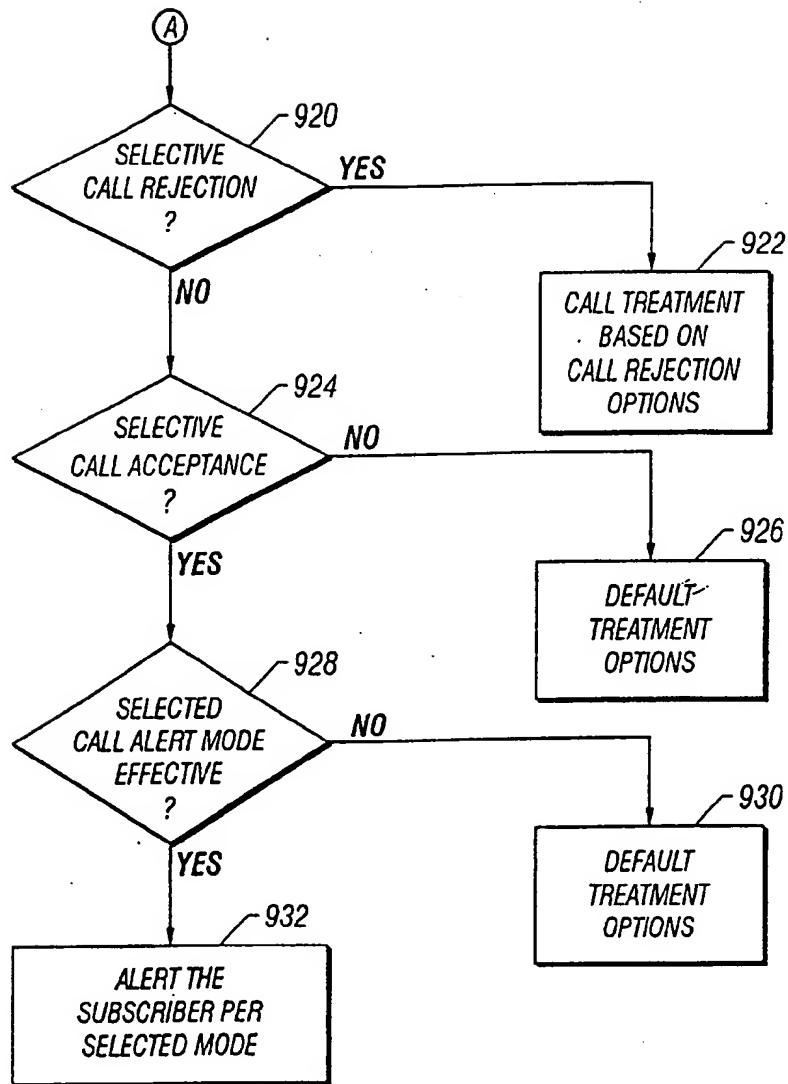 A
920
SELECTIVE
CALL REJECTION
?
YES
NO
922
CALL TREATMENT
BASED ON
CALL REJECTION
OPTIONS
924
SELECTIVE
CALL ACCEPTANCE
?
NO
YES
926
DEFAULT
TREATMENT
OPTIONS
928
SELECTED
CALL ALERT MODE
EFFECTIVE
?
NO
YES
930
DEFAULT
TREATMENT
OPTIONS
932
ALERT THE
SUBSCRIBER PER
SELECTED MODE